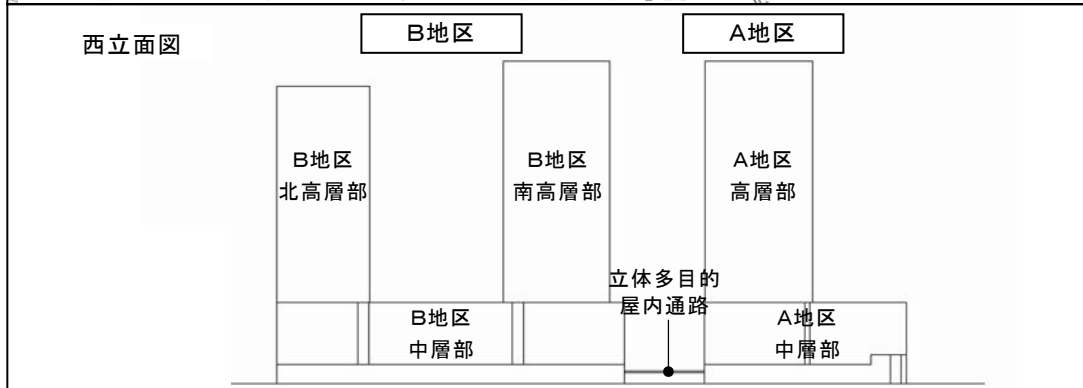 西立面図
B地区
A地区
B地区
北高層部
B地区
南高層部
A地区
高層部
立体多目的
屋内通路
B地区
中層部
A地区
中層部